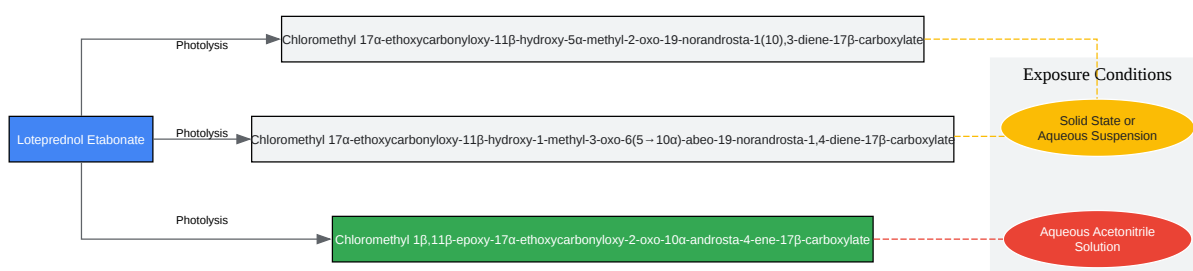 Chloromethyl 17α-ethoxycarbonyloxy-11β-hydroxy-5α-methyl-2-oxo-19-norandrosta-1(10),3-diene-17β-carboxylate
Photolysis
Exposure Conditions
Loteprednol Etabonate
Photolysis
Chloromethyl 17α-ethoxycarbonyloxy-11β-hydroxy-1-methyl-3-oxo-6(5→10α)-abeo-19-norandrosta-1,4-diene-17β-carboxylate
Solid State or
Aqueous Suspension
Photolysis
Chloromethyl 1β,11β-epoxy-17α-ethoxycarbonyloxy-2-oxo-10α-androsta-4-ene-17β-carboxylate
Aqueous Acetonitrile
Solution